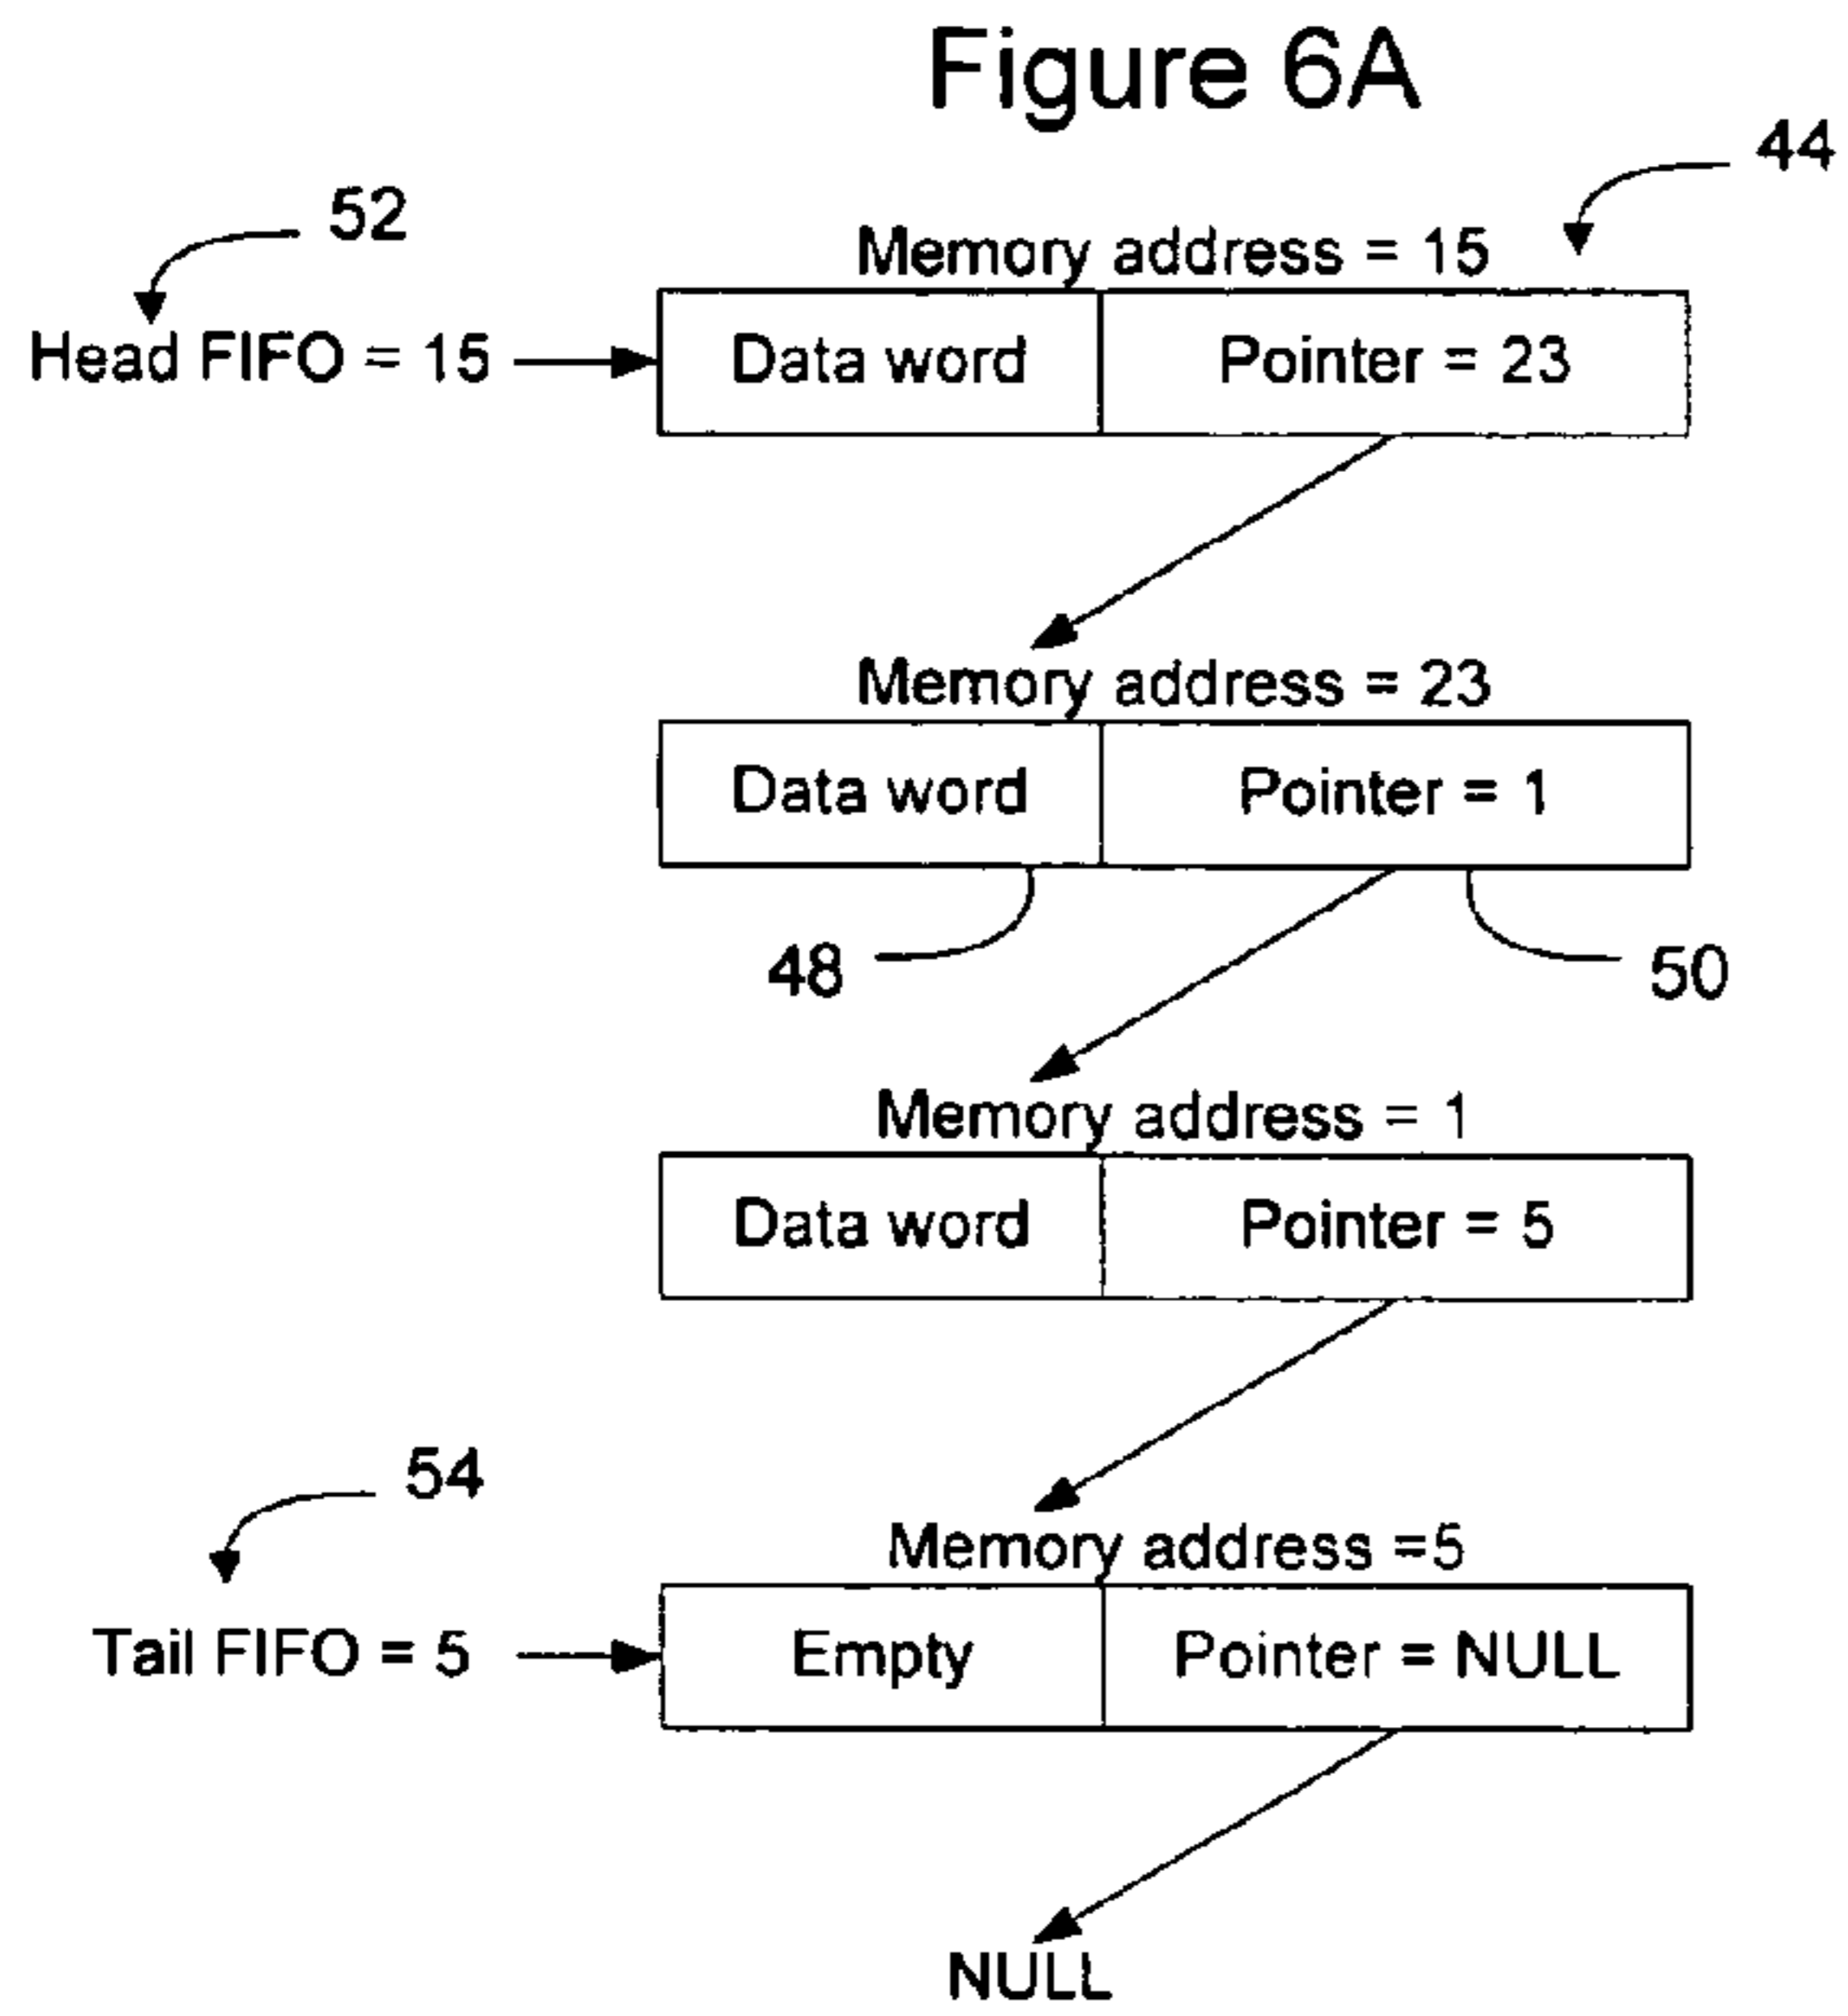 Figure 6A
44
52
Memory address = 15
Head FIFO = 15
Data word
Pointer = 23
Memory address = 23
Data word
Pointer = 1
48
50
Memory address = 1
Data word
Pointer = 5
54
Memory address =5
Tail FIFO = 5
Empty
Pointer = NULL
NULL